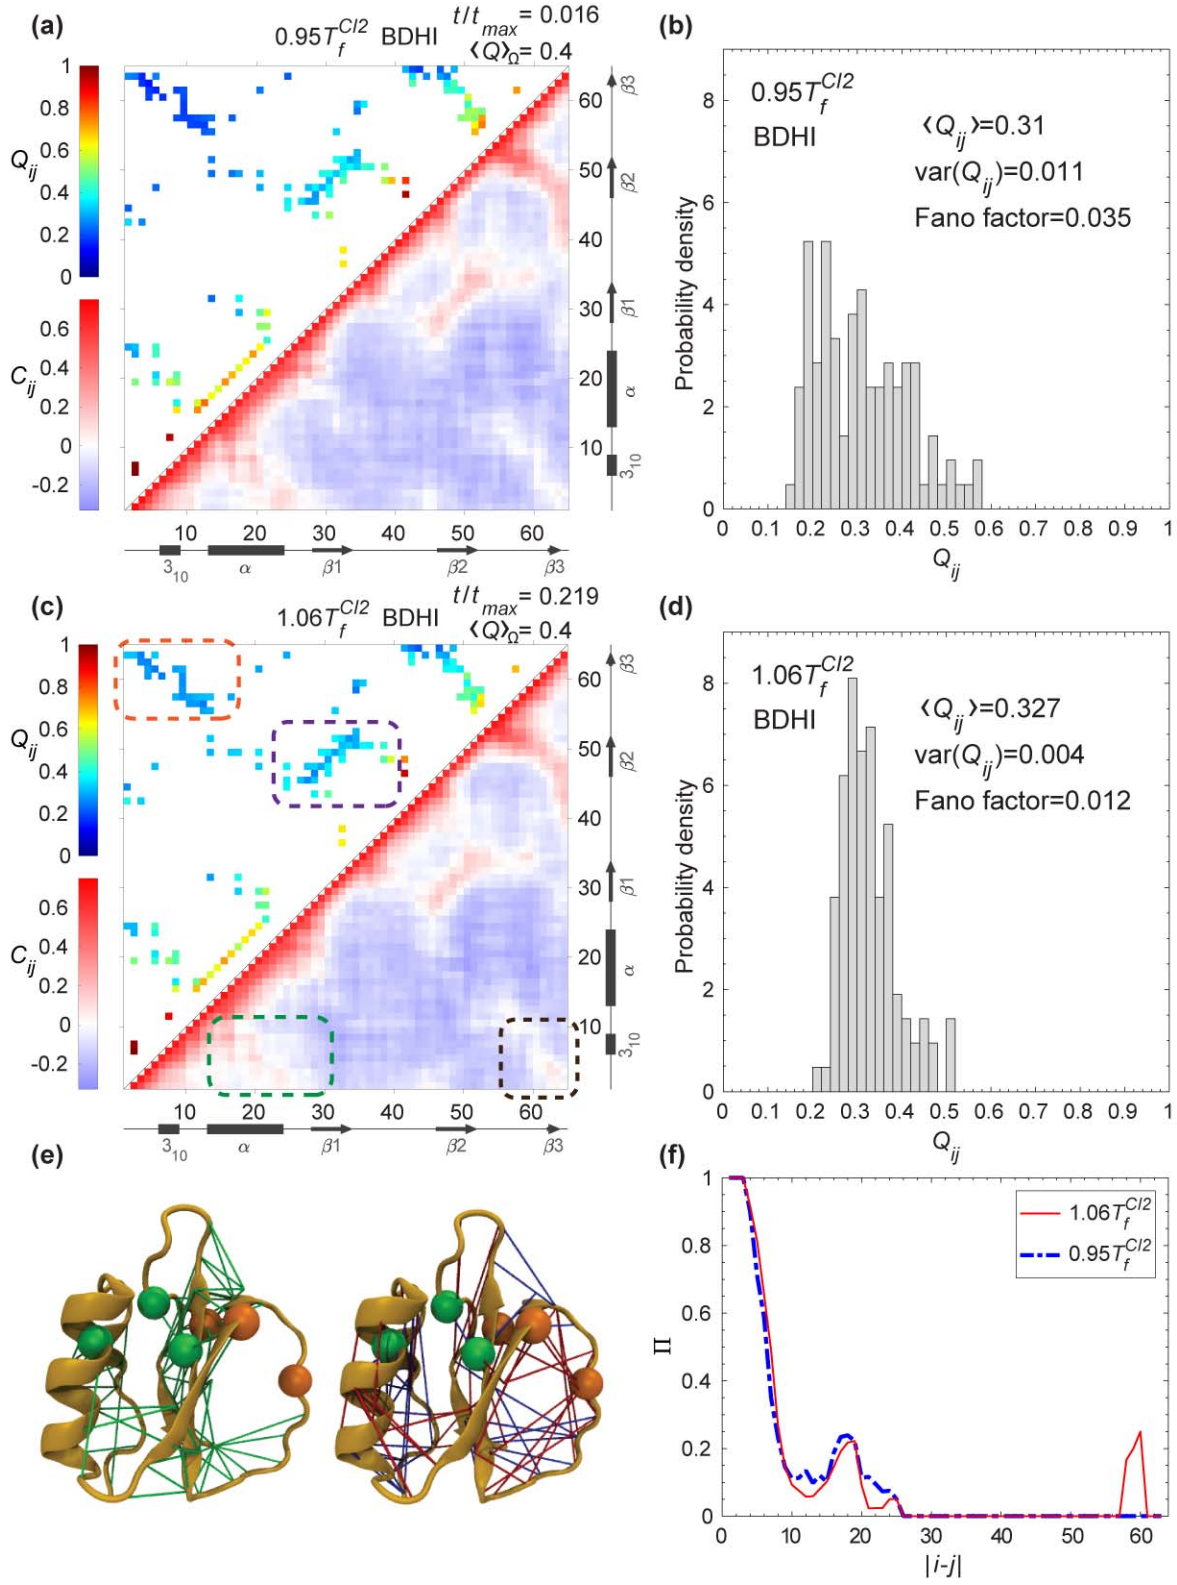 (a)
0.95T_f^{CI2} BDHI
t/t_max = 0.016
⟨Q⟩_Ω = 0.4
1
0.8
Q_ij
0.6
0.4
0.2
0
0.6
0.4
C_ij
0.2
0
-0.2
60
50
40
30
20
10
β3
β2
β1
α
3_10
10 20 30 40 50 60
3_10 α β1 β2 β3
(b)
0.95T_f^{CI2}
BDHI
⟨Q_ij⟩=0.31
var(Q_ij)=0.011
Fano factor=0.035
Probability density
8
6
4
2
0
0 0.1 0.2 0.3 0.4 0.5 0.6 0.7 0.8 0.9 1
Q_ij
(c)
1.06T_f^{CI2} BDHI
t/t_max = 0.219
⟨Q⟩_Ω = 0.4
1
0.8
Q_ij
0.6
0.4
0.2
0
0.6
0.4
C_ij
0.2
0
-0.2
60
50
40
30
20
10
β3
β2
β1
α
3_10
10 20 30 40 50 60
3_10 α β1 β2 β3
(d)
1.06T_f^{CI2}
BDHI
⟨Q_ij⟩=0.327
var(Q_ij)=0.004
Fano factor=0.012
Probability density
8
6
4
2
0
0 0.1 0.2 0.3 0.4 0.5 0.6 0.7 0.8 0.9 1
Q_ij
(e)
(f)
1.06T_f^{CI2}
0.95T_f^{CI2}
1
0.8
0.6
Π
0.4
0.2
0
0 10 20 30 40 50 60
|i-j|